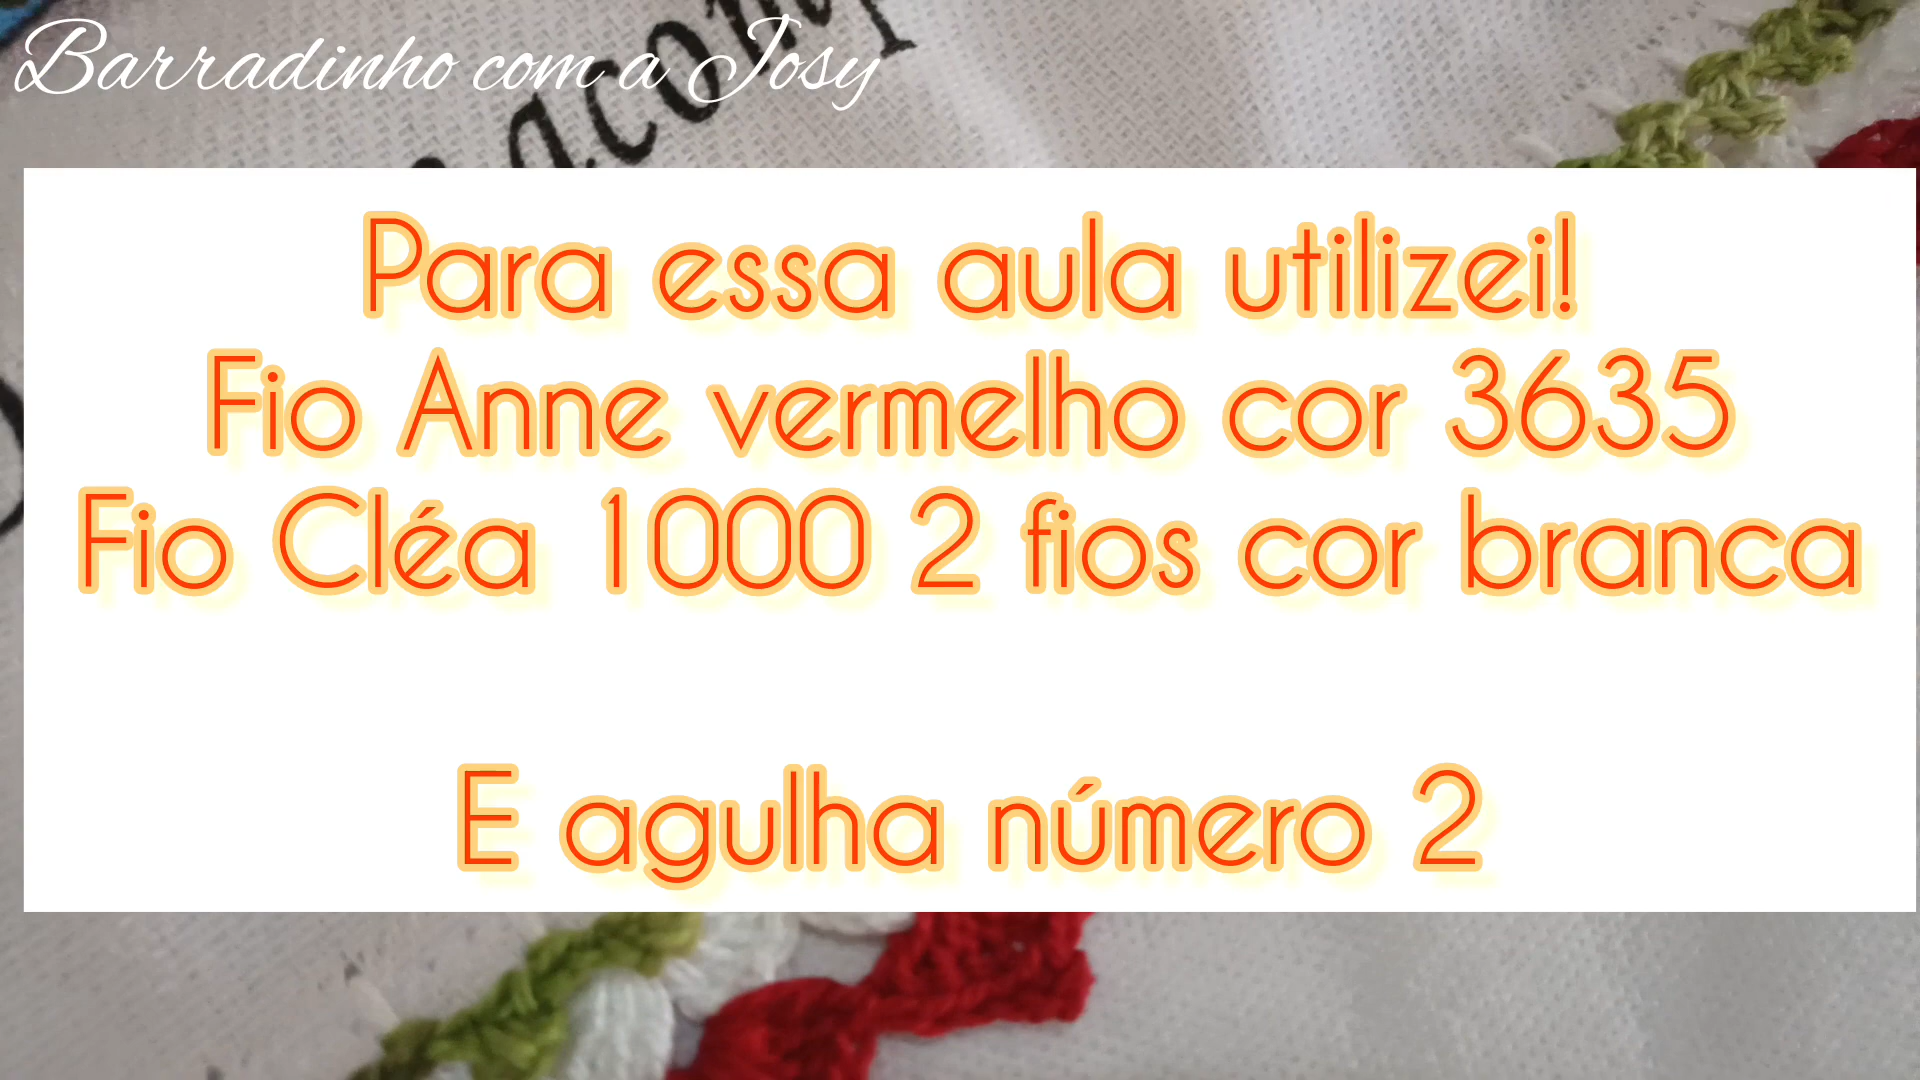 Barradinho com a Josy
acomp
Para essa aula utilizei!
Fio Anne vermelho cor 3635
Fio Cléa 1000 2 fios cor branca
E agulha número 2